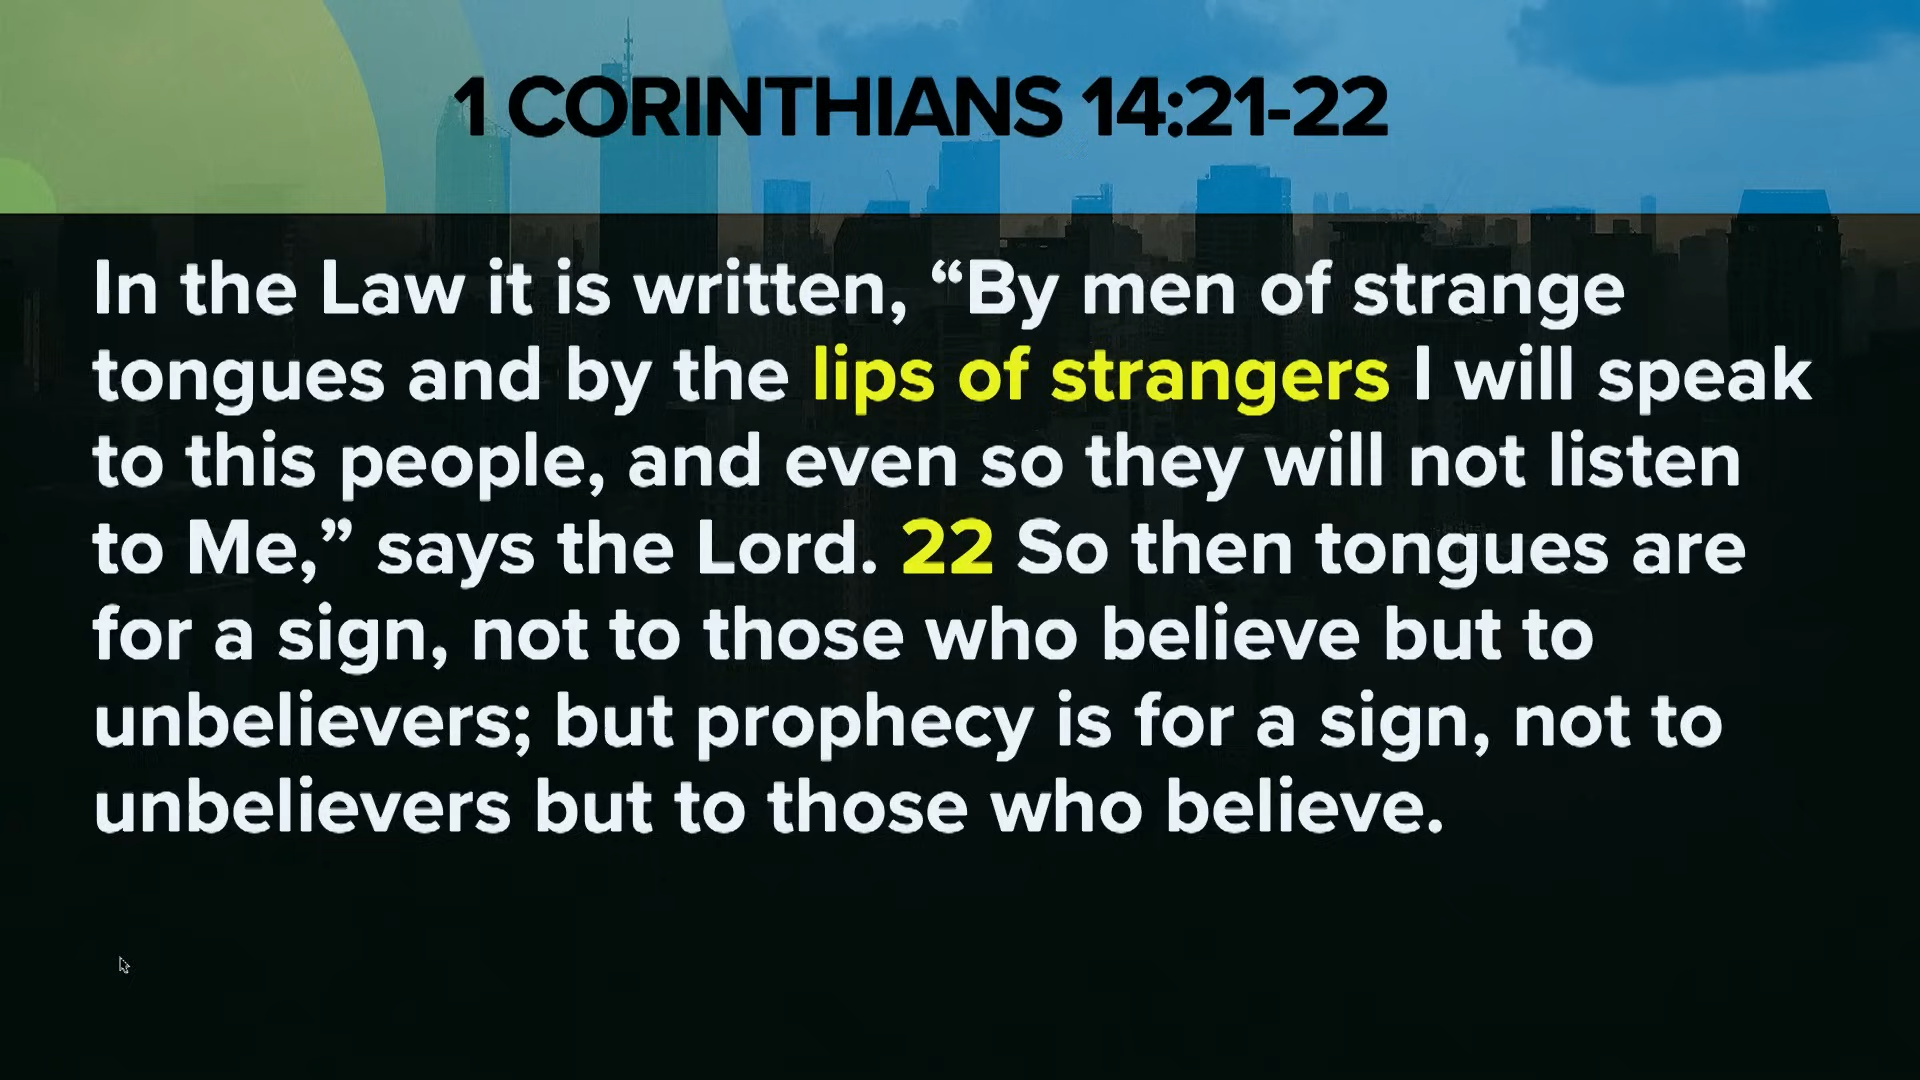 1 CORINTHIANS 14:21-22
In the Law it is written, “By men of strange
tongues and by the lips of strangers I will speak
to this people, and even so they will not listen
to Me,” says the Lord. 22 So then tongues are
for a sign, not to those who believe but to
unbelievers; but prophecy is for a sign, not to
unbelievers but to those who believe.